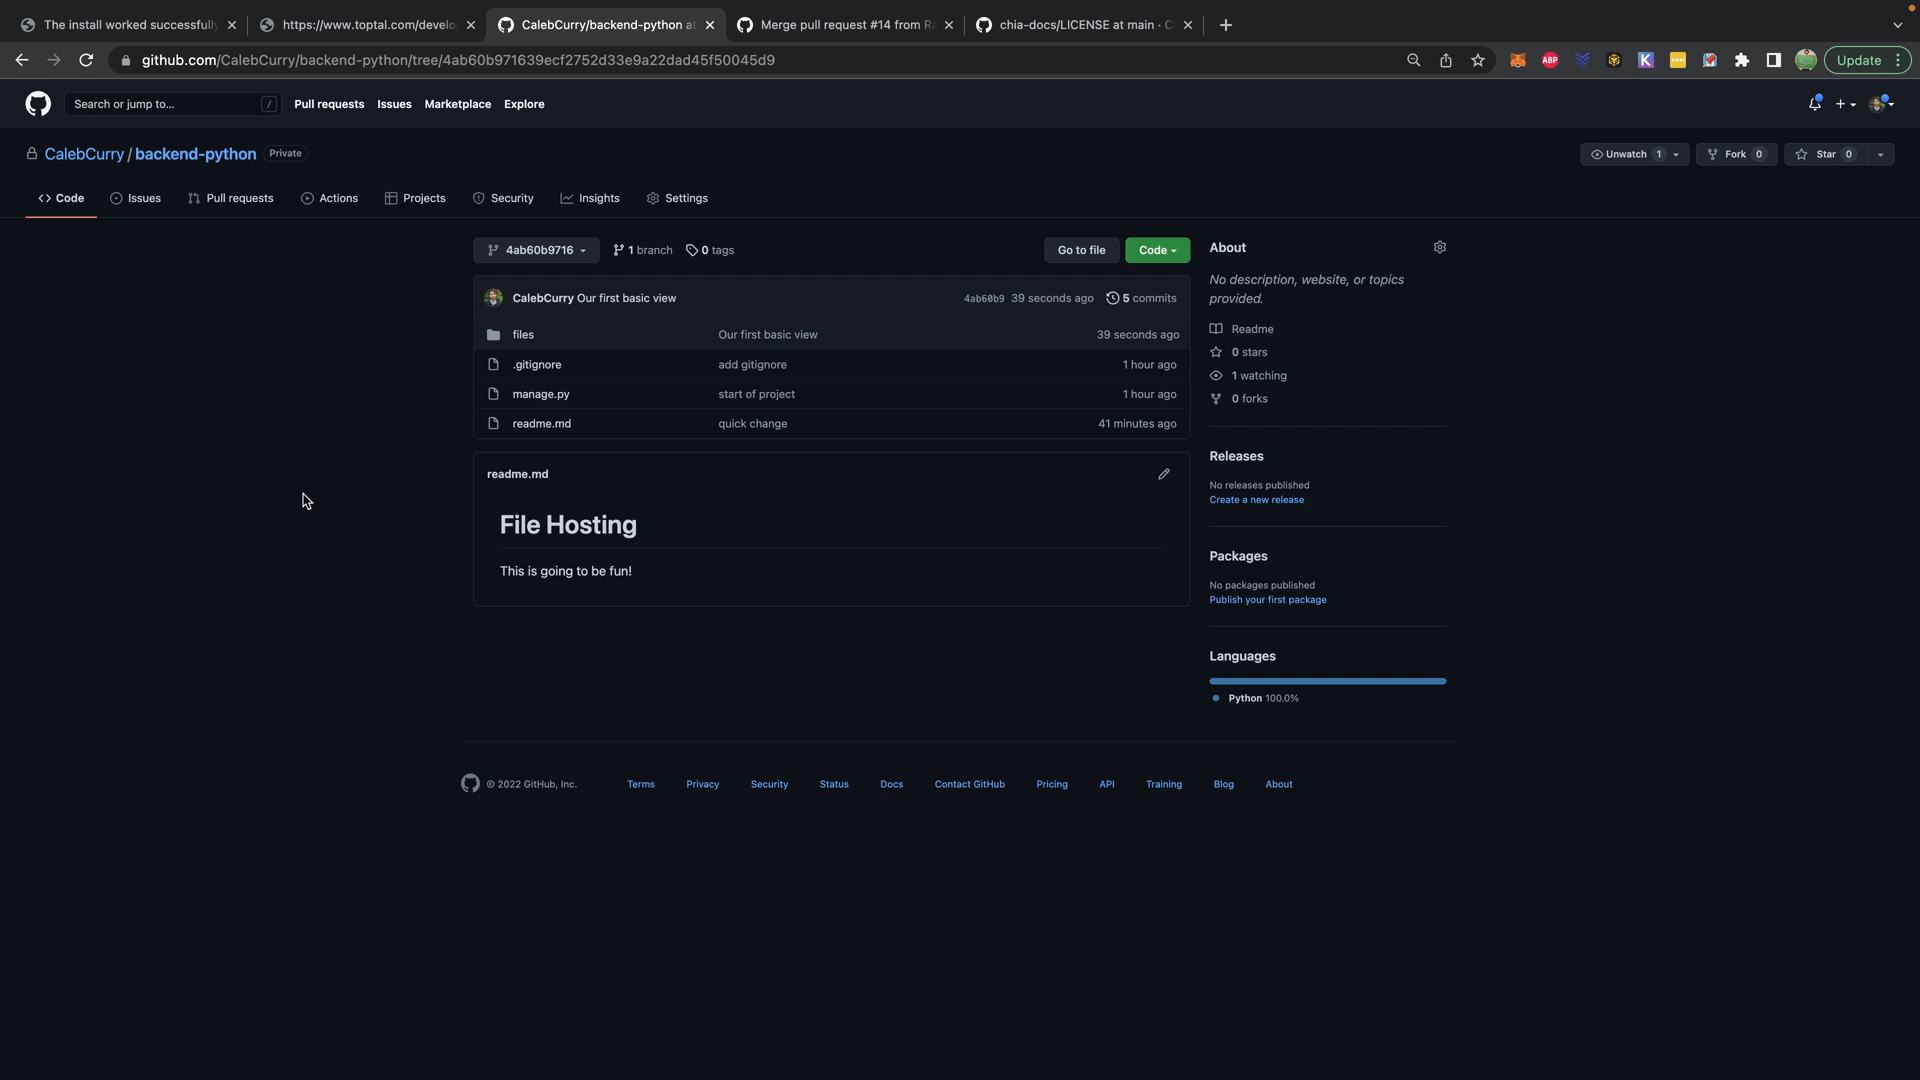 The install worked successfully
https://www.toptal.com/develo
CalebCurry/backend-python at
Merge pull request #14 from Ra
chia-docs/LICENSE at main · C
github.com/CalebCurry/backend-python/tree/4ab60b971639ecf2752d33e9a22dad45f50045d9
ABP
K
Update
Search or jump to...
/
Pull requests
Issues
Marketplace
Explore
CalebCurry / backend-python
Private
Unwatch 1
Fork 0
Star 0
Code
Issues
Pull requests
Actions
Projects
Security
Insights
Settings
4ab60b9716
1 branch
0 tags
Go to file
Code
CalebCurry Our first basic view
4ab60b9 39 seconds ago
5 commits
files
Our first basic view
39 seconds ago
.gitignore
add gitignore
1 hour ago
manage.py
start of project
1 hour ago
readme.md
quick change
41 minutes ago
readme.md
File Hosting
This is going to be fun!
About
No description, website, or topics
provided.
Readme
0 stars
1 watching
0 forks
Releases
No releases published
Create a new release
Packages
No packages published
Publish your first package
Languages
Python 100.0%
© 2022 GitHub, Inc.
Terms
Privacy
Security
Status
Docs
Contact GitHub
Pricing
API
Training
Blog
About